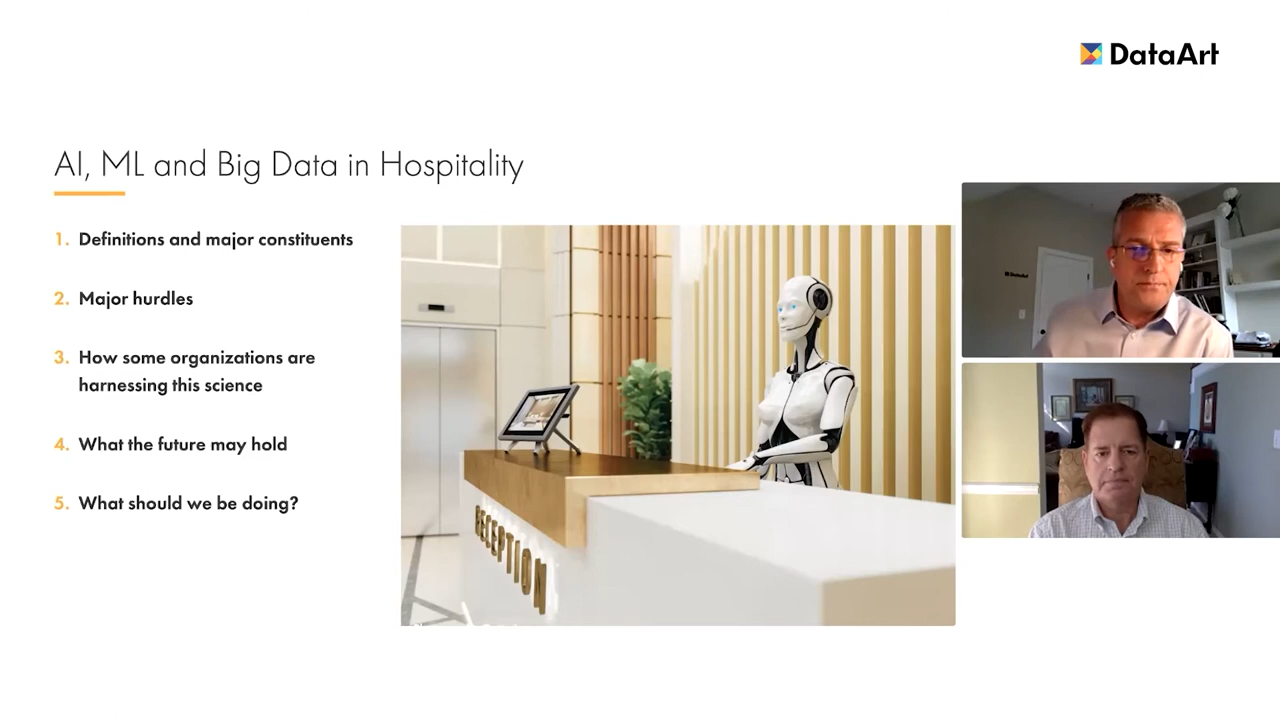 DataArt
AI, ML and Big Data in Hospitality
1. Definitions and major constituents
2. Major hurdles
3. How some organizations are
harnessing this science
4. What the future may hold
5. What should we be doing?
RECEPTION
DataArt